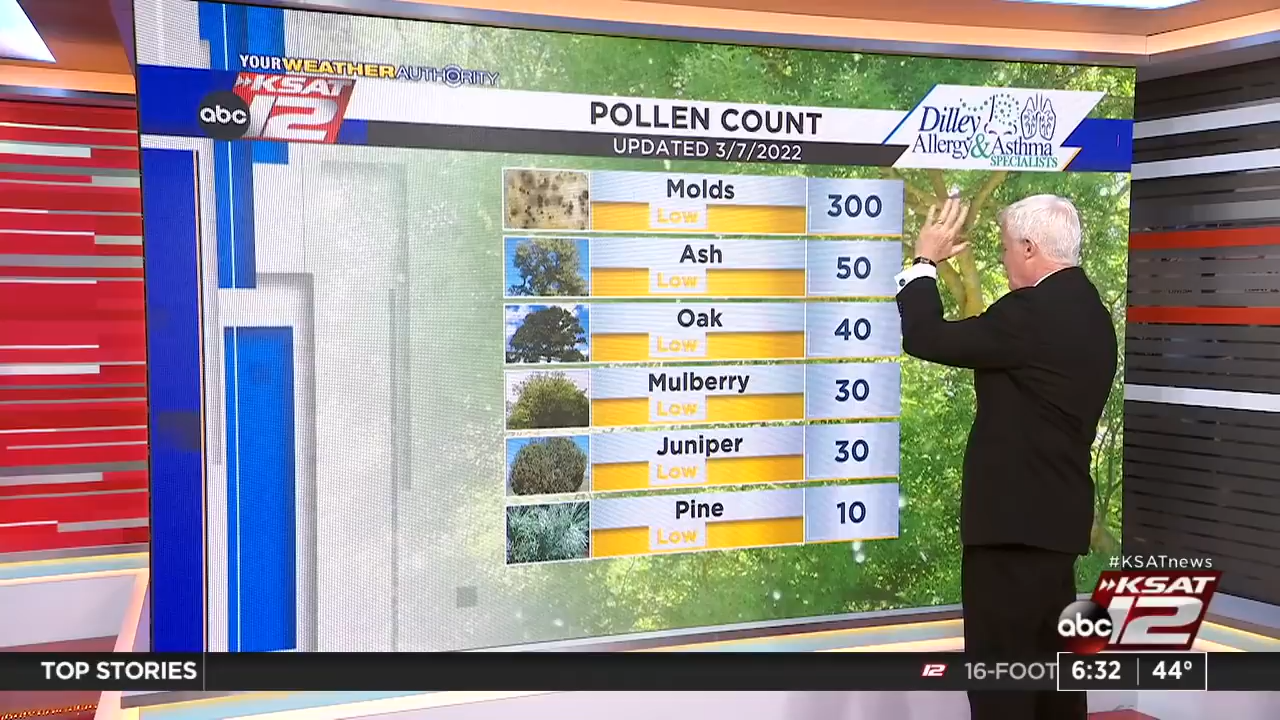 YOUR WEATHER AUTHORITY
abc
KSAT
12
POLLEN COUNT
UPDATED 3/7/2022
Dilley
Allergy & Asthma
SPECIALISTS
Molds
Low
300
Ash
Low
50
Oak
Low
40
Mulberry
Low
30
Juniper
Low
30
Pine
Low
10
#KSATnews
KSAT
abc 12
TOP STORIES
12 16-FOOT
6:32 44°